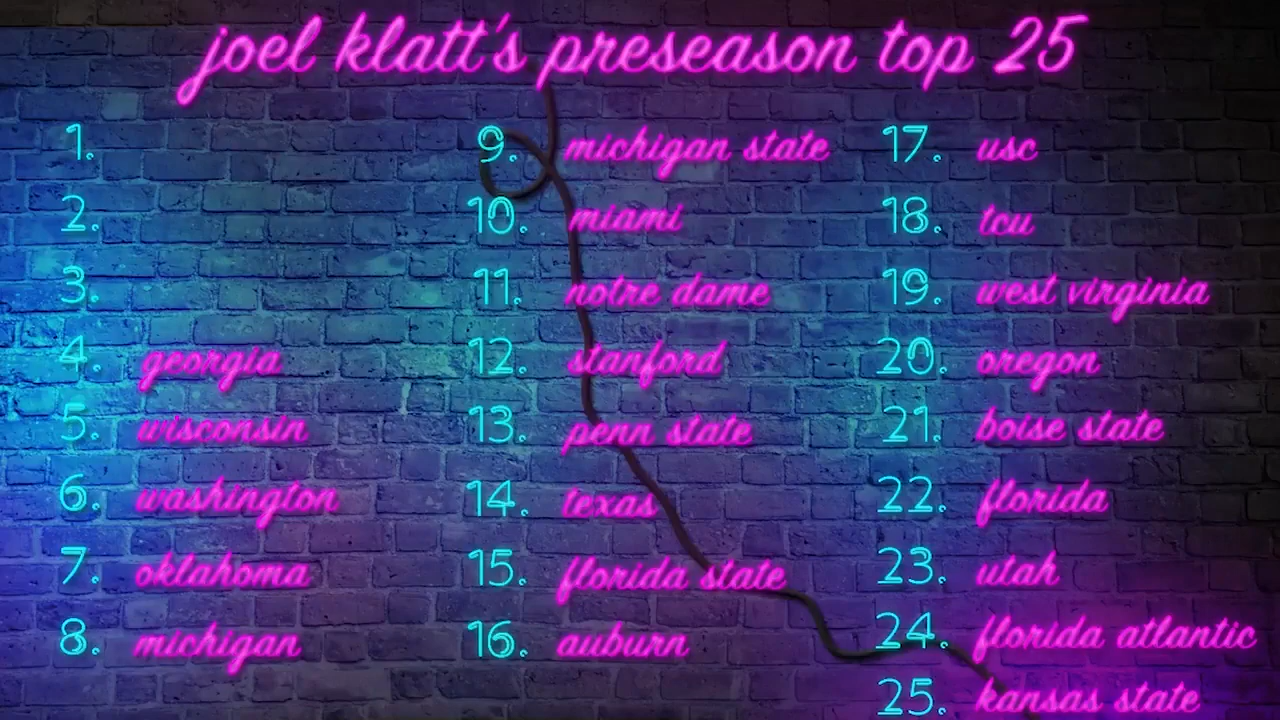 joel klatt's preseason top 25
1.
2.
3.
4. georgia
5. wisconsin
6. washington
7. oklahoma
8. michigan
9. michigan state
10. miami
11. notre dame
12. stanford
13. penn state
14. texas
15. florida state
16. auburn
17. usc
18. tcu
19. west virginia
20. oregon
21. boise state
22. florida
23. utah
24. florida atlantic
25. kansas state